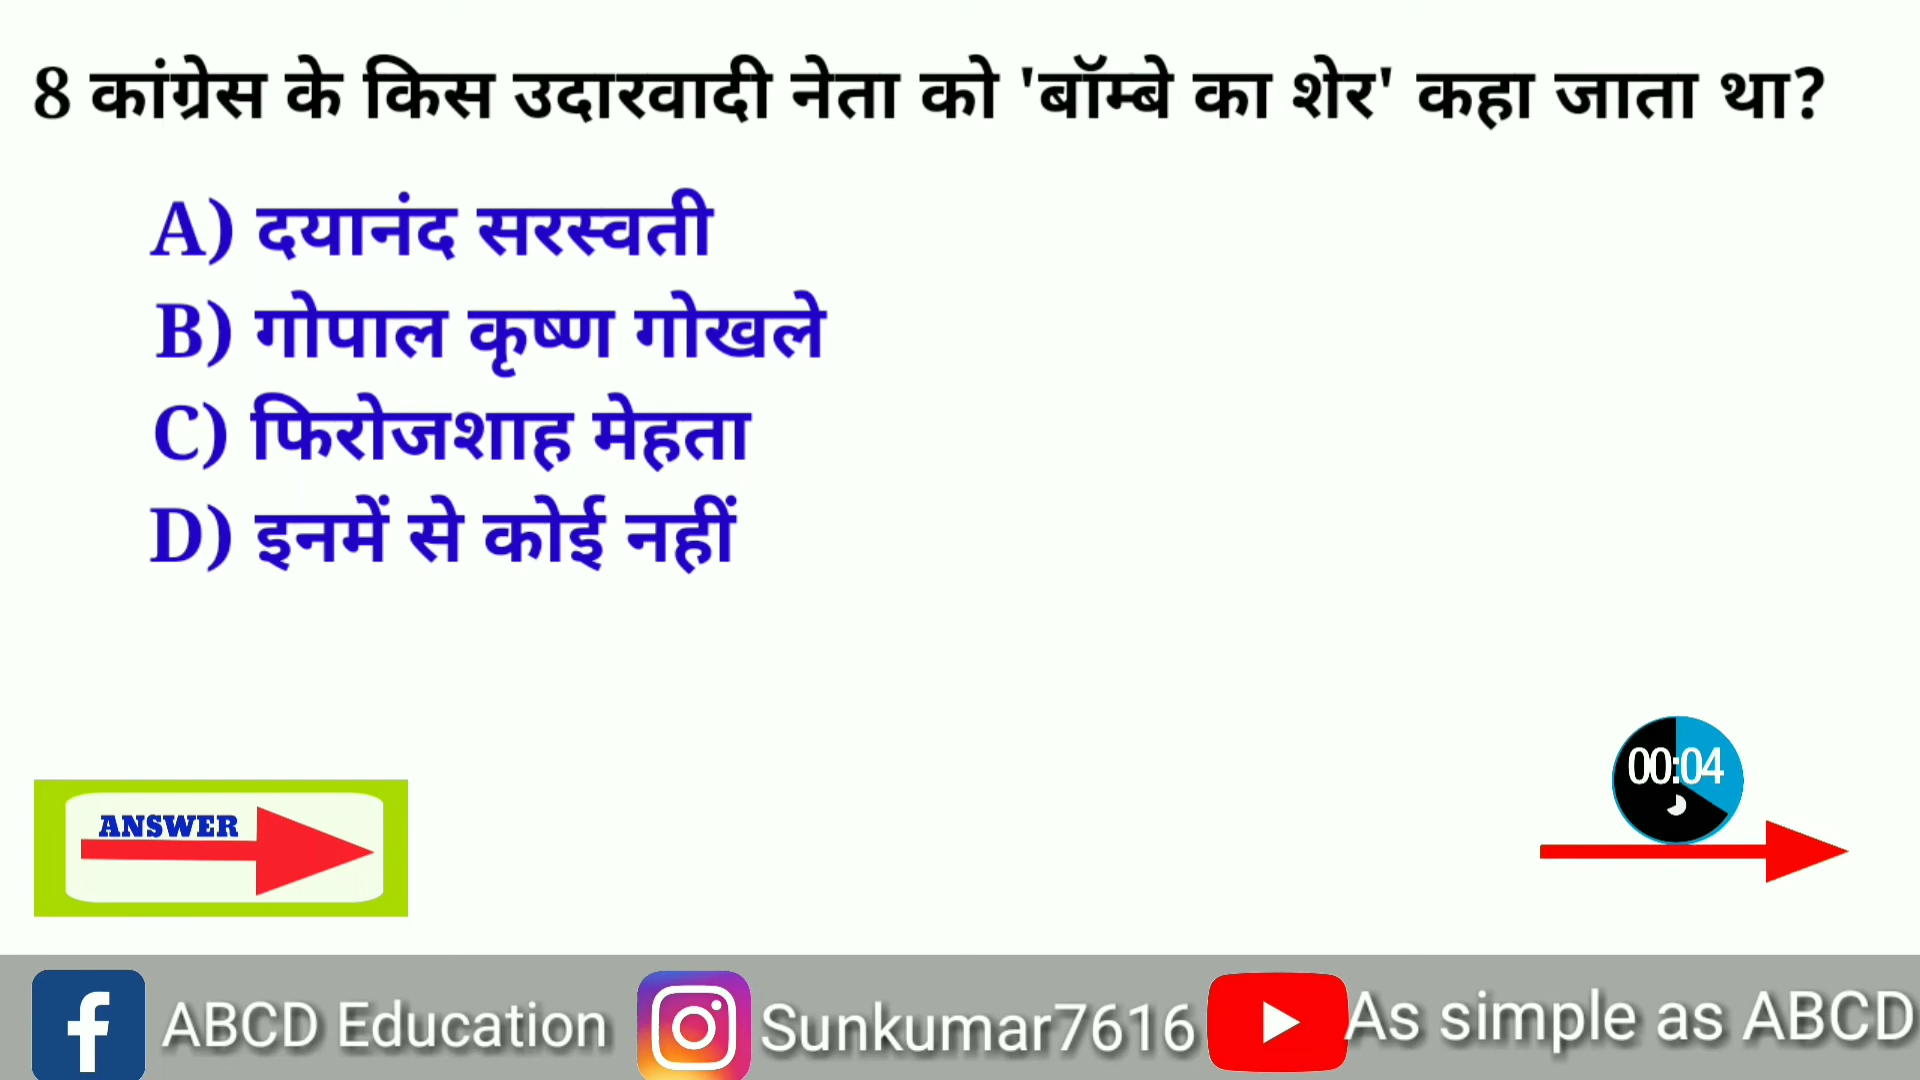 8 कांग्रेस के किस उदारवादी नेता को 'बॉम्बे का शेर' कहा जाता था?
A) दयानंद सरस्वती
B) गोपाल कृष्ण गोखले
C) फिरोजशाह मेहता
D) इनमें से कोई नहीं
00:04
ANSWER
ABCD Education Sunkumar7616 As simple as ABCD